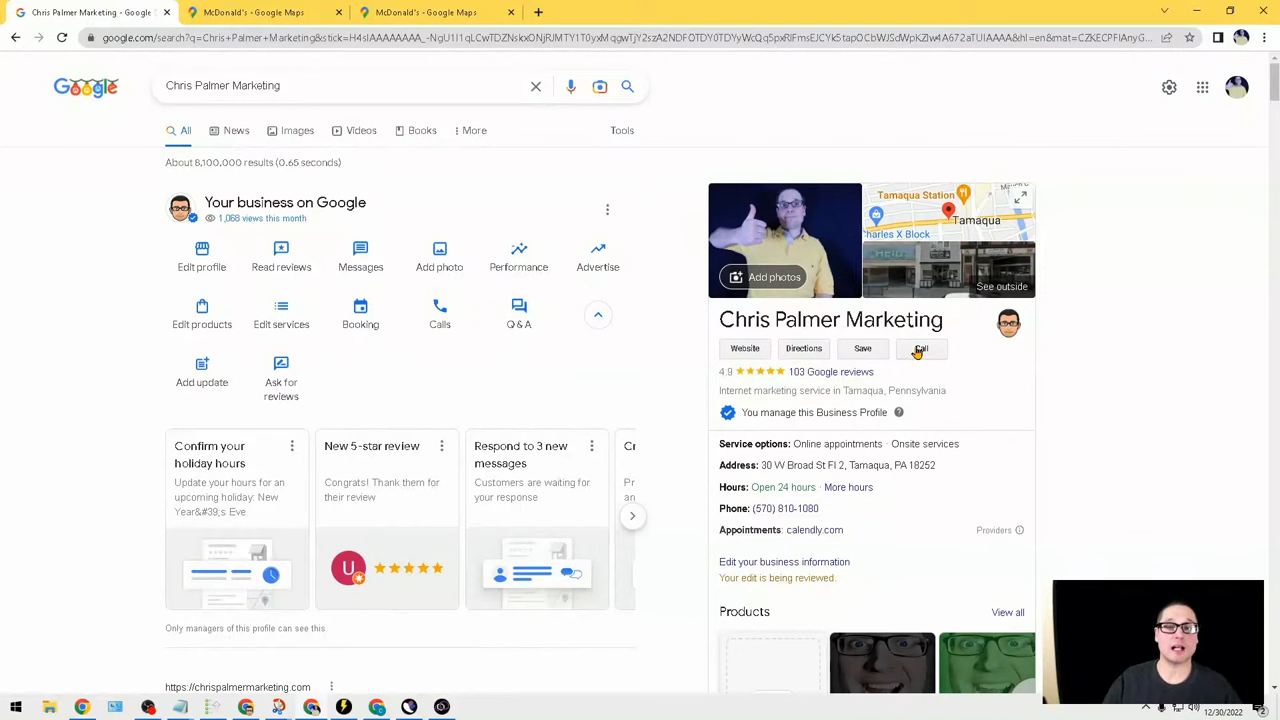 Chris Palmer Marketing - Google
McDonald's - Google Maps
McDonald's - Google Maps
Google
Chris Palmer Marketing
All
News
Images
Videos
Books
More
Tools
About 8,100,000 results (0.65 seconds)
Your business on Google
1,068 views this month
Edit profile
Read reviews
Messages
Add photo
Performance
Advertise
Edit products
Edit services
Booking
Calls
Q & A
Add update
Ask for
reviews
Confirm your
holiday hours
Update your hours for an
upcoming holiday: New
Year&#39;s Eve
New 5-star review
Congrats! Thank them for
their review
U
Respond to 3 new
messages
Customers are waiting for
your response
Only managers of this profile can see this
https://chrispalmermarketing.com
Add photos
Tamaqua Station
Tamaqua
Charles X Block
See outside
Chris Palmer Marketing
Website
Directions
Save
Call
4.9
103 Google reviews
Internet marketing service in Tamaqua, Pennsylvania
You manage this Business Profile
Service options: Online appointments · Onsite services
Address: 30 W Broad St Fl 2, Tamaqua, PA 18252
Hours: Open 24 hours · More hours
Phone: (570) 810-1080
Appointments: calendly.com
Providers
Edit your business information
Your edit is being reviewed.
Products
View all
12/30/2022
2